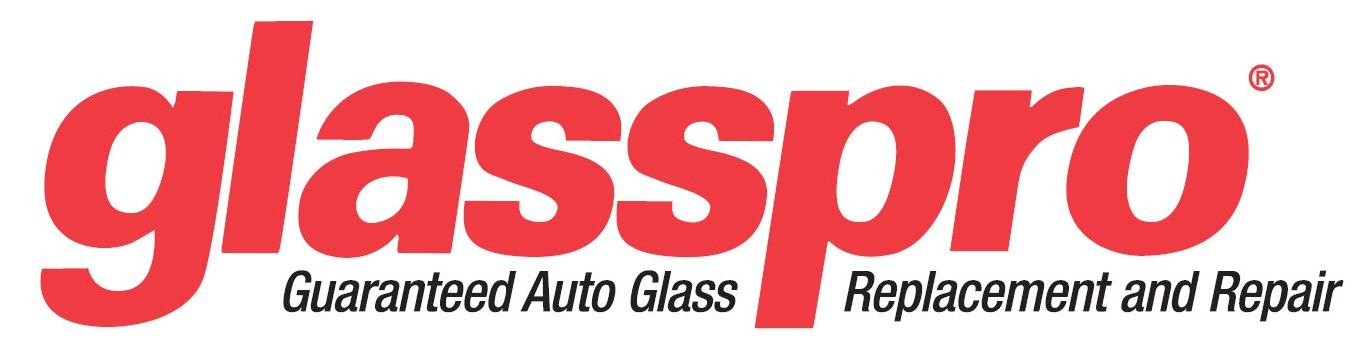 glasspro®
Guaranteed Auto Glass Replacement and Repair